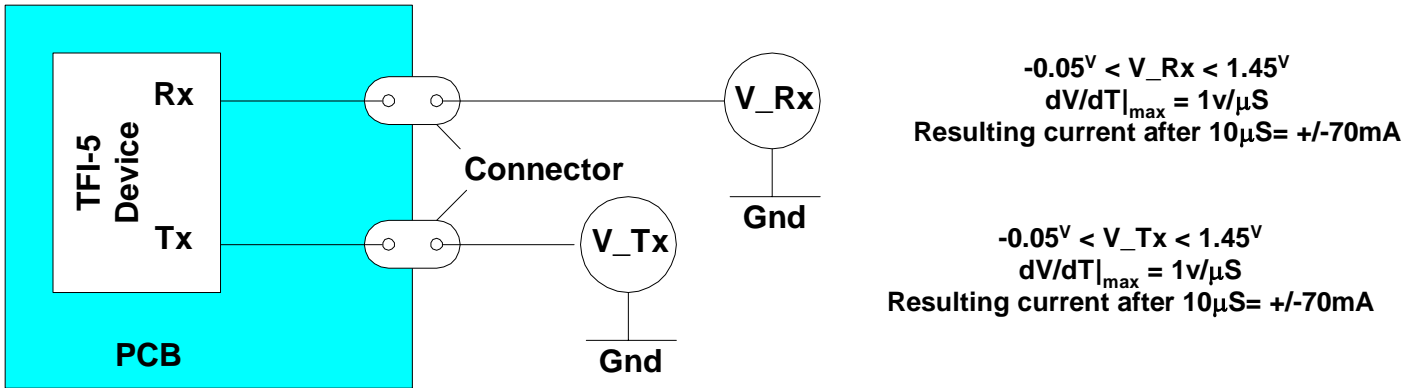 Rx
TFI-5
Device
Tx
PCB
Connector
V_Rx
Gnd
V_Tx
Gnd
-0.05V < V_Rx < 1.45V
dV/dT|max = 1v/μS
Resulting current after 10μS= +/-70mA
-0.05V < V_Tx < 1.45V
dV/dT|max = 1v/μS
Resulting current after 10μS= +/-70mA